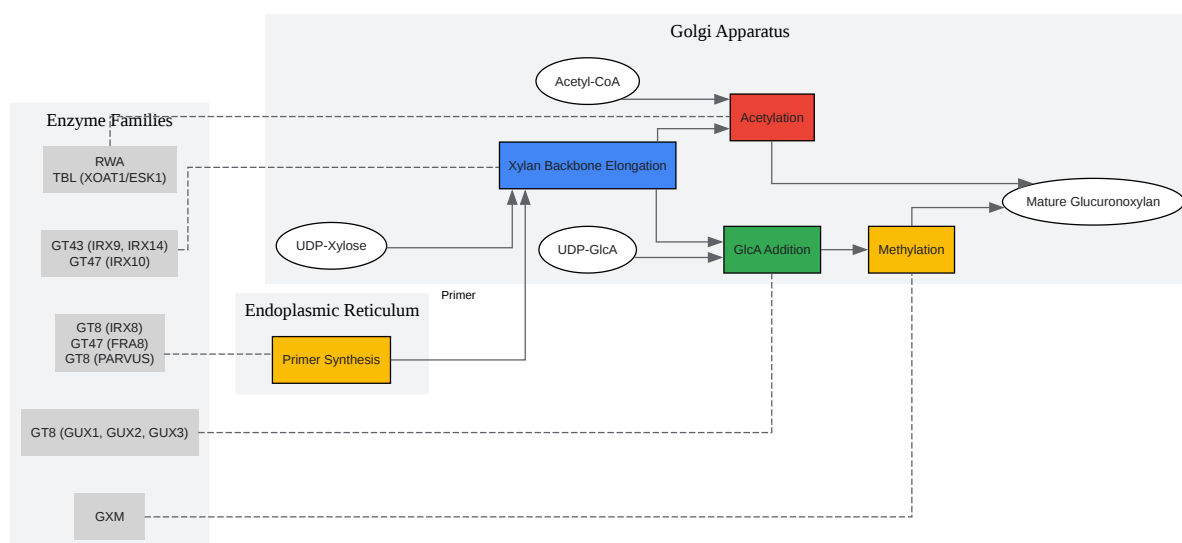 Golgi Apparatus
Acetyl-CoA
Acetylation
Enzyme Families
RWA
TBL (XOAT1/ESK1)
Xylan Backbone Elongation
Mature Glucuronoxylan
GT43 (IRX9, IRX14)
GT47 (IRX10)
UDP-Xylose
UDP-GlcA
GlcA Addition
Methylation
Primer
Endoplasmic Reticulum
GT8 (IRX8)
GT47 (FRA8)
GT8 (PARVUS)
Primer Synthesis
GT8 (GUX1, GUX2, GUX3)
GXM